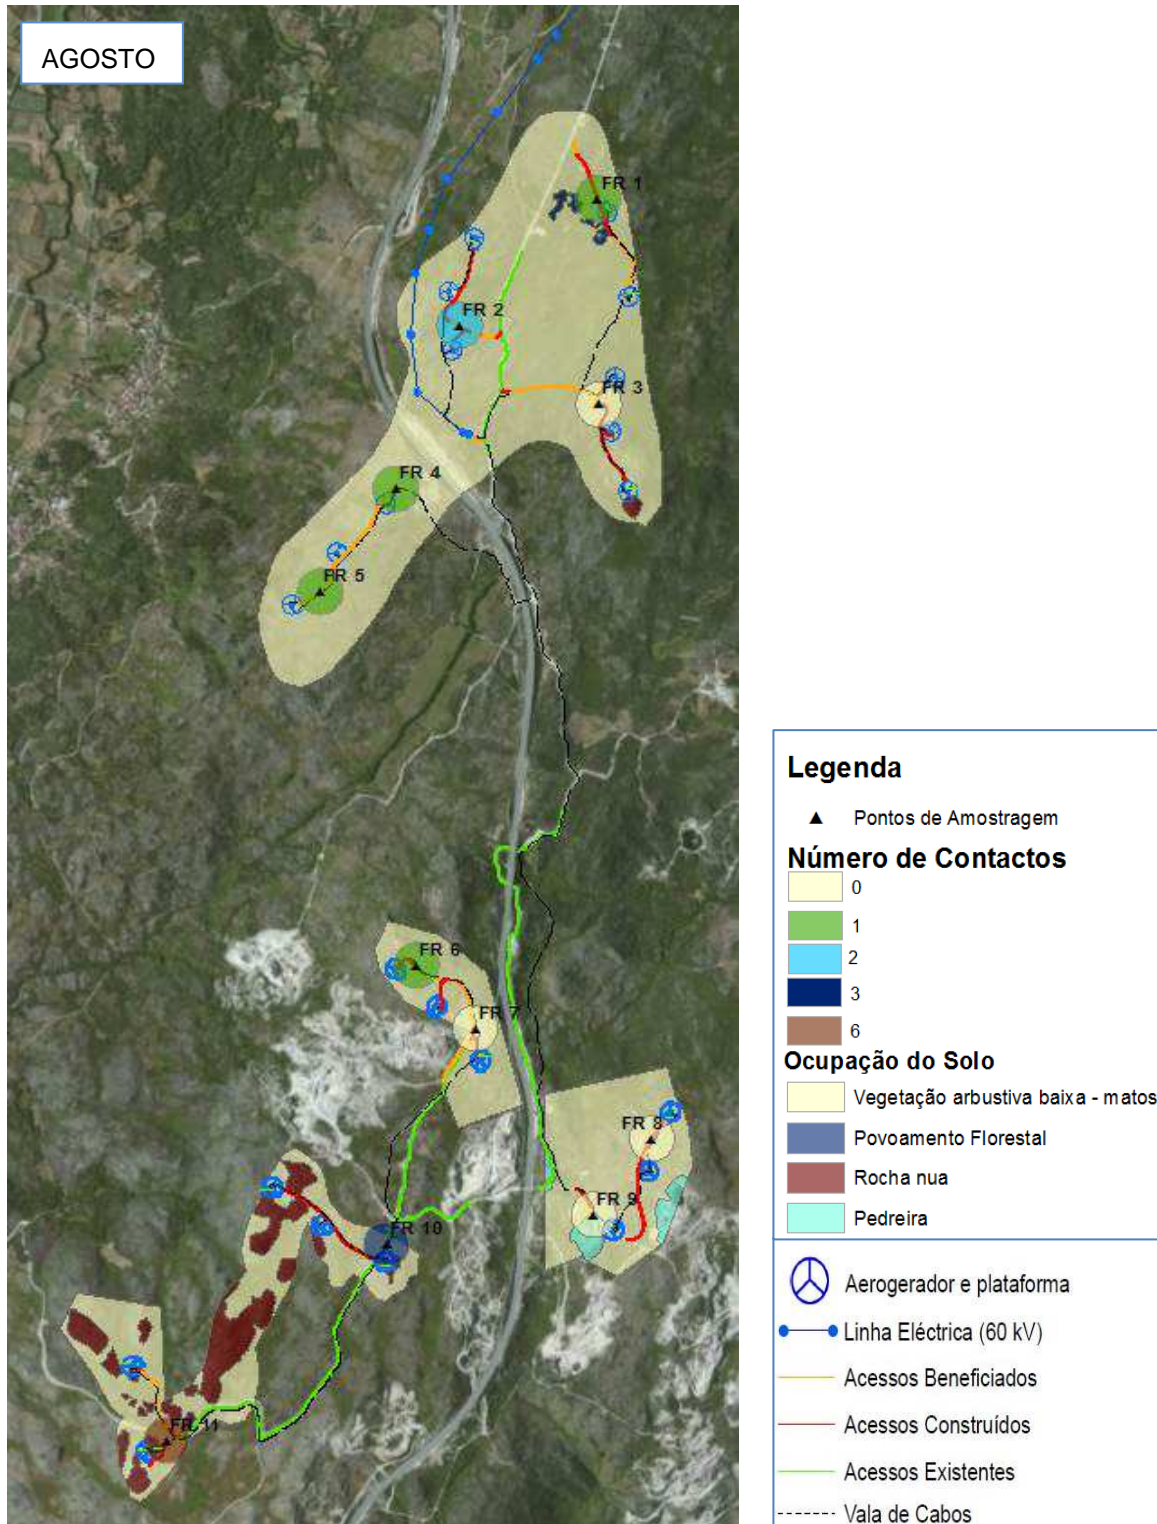 AGOSTO
FR 1
FR 2
FR 3
FR 4
FR 5
FR 6
FR 7
FR 8
FR 9
FR 10
FR 11
Legenda
Pontos de Amostragem
Número de Contactos
0
1
2
3
6
Ocupação do Solo
Vegetação arbustiva baixa - matos
Povoamento Florestal
Rocha nua
Pedreira
Aerogerador e plataforma
Linha Eléctrica (60 kV)
Acessos Beneficiados
Acessos Construídos
Acessos Existentes
Vala de Cabos